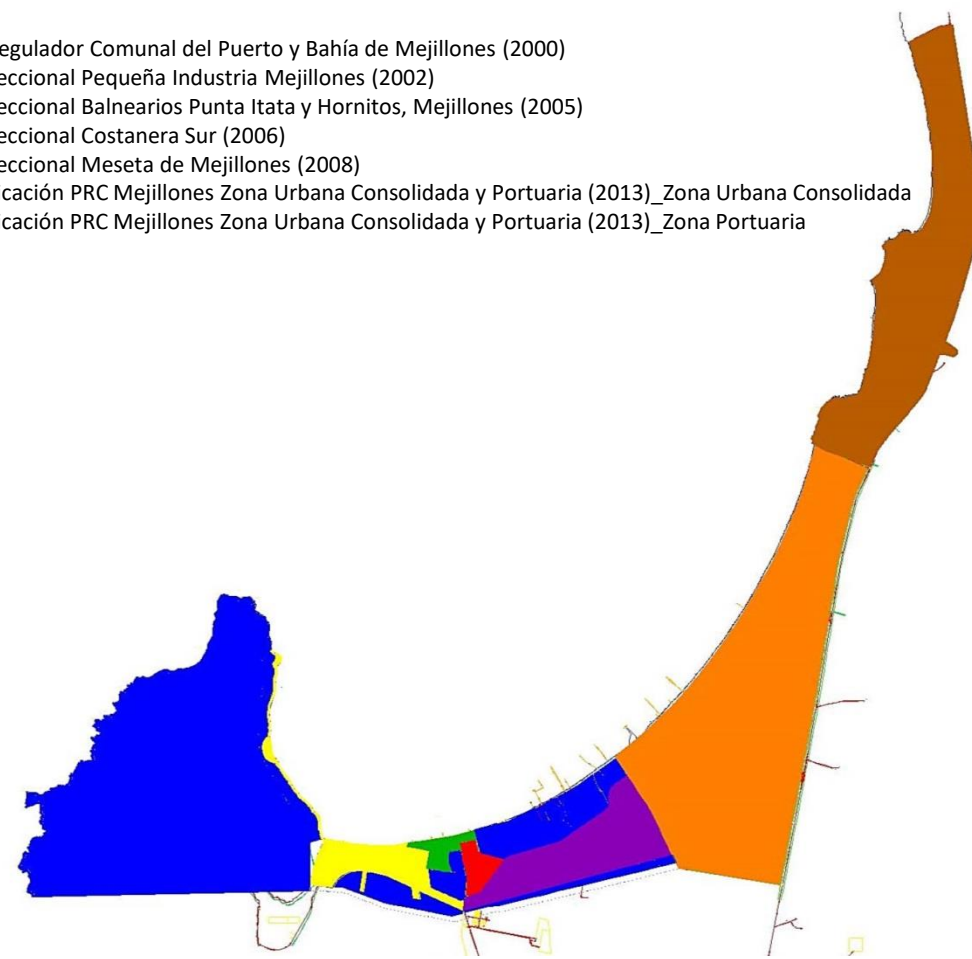 egulador Comunal del Puerto y Bahía de Mejillones (2000)
eccional Pequeña Industria Mejillones (2002)
eccional Balnearios Punta Itata y Hornitos, Mejillones (2005)
eccional Costanera Sur (2006)
eccional Meseta de Mejillones (2008)
icación PRC Mejillones Zona Urbana Consolidada y Portuaria (2013)_Zona Urbana Consolidada
icación PRC Mejillones Zona Urbana Consolidada y Portuaria (2013)_Zona Portuaria